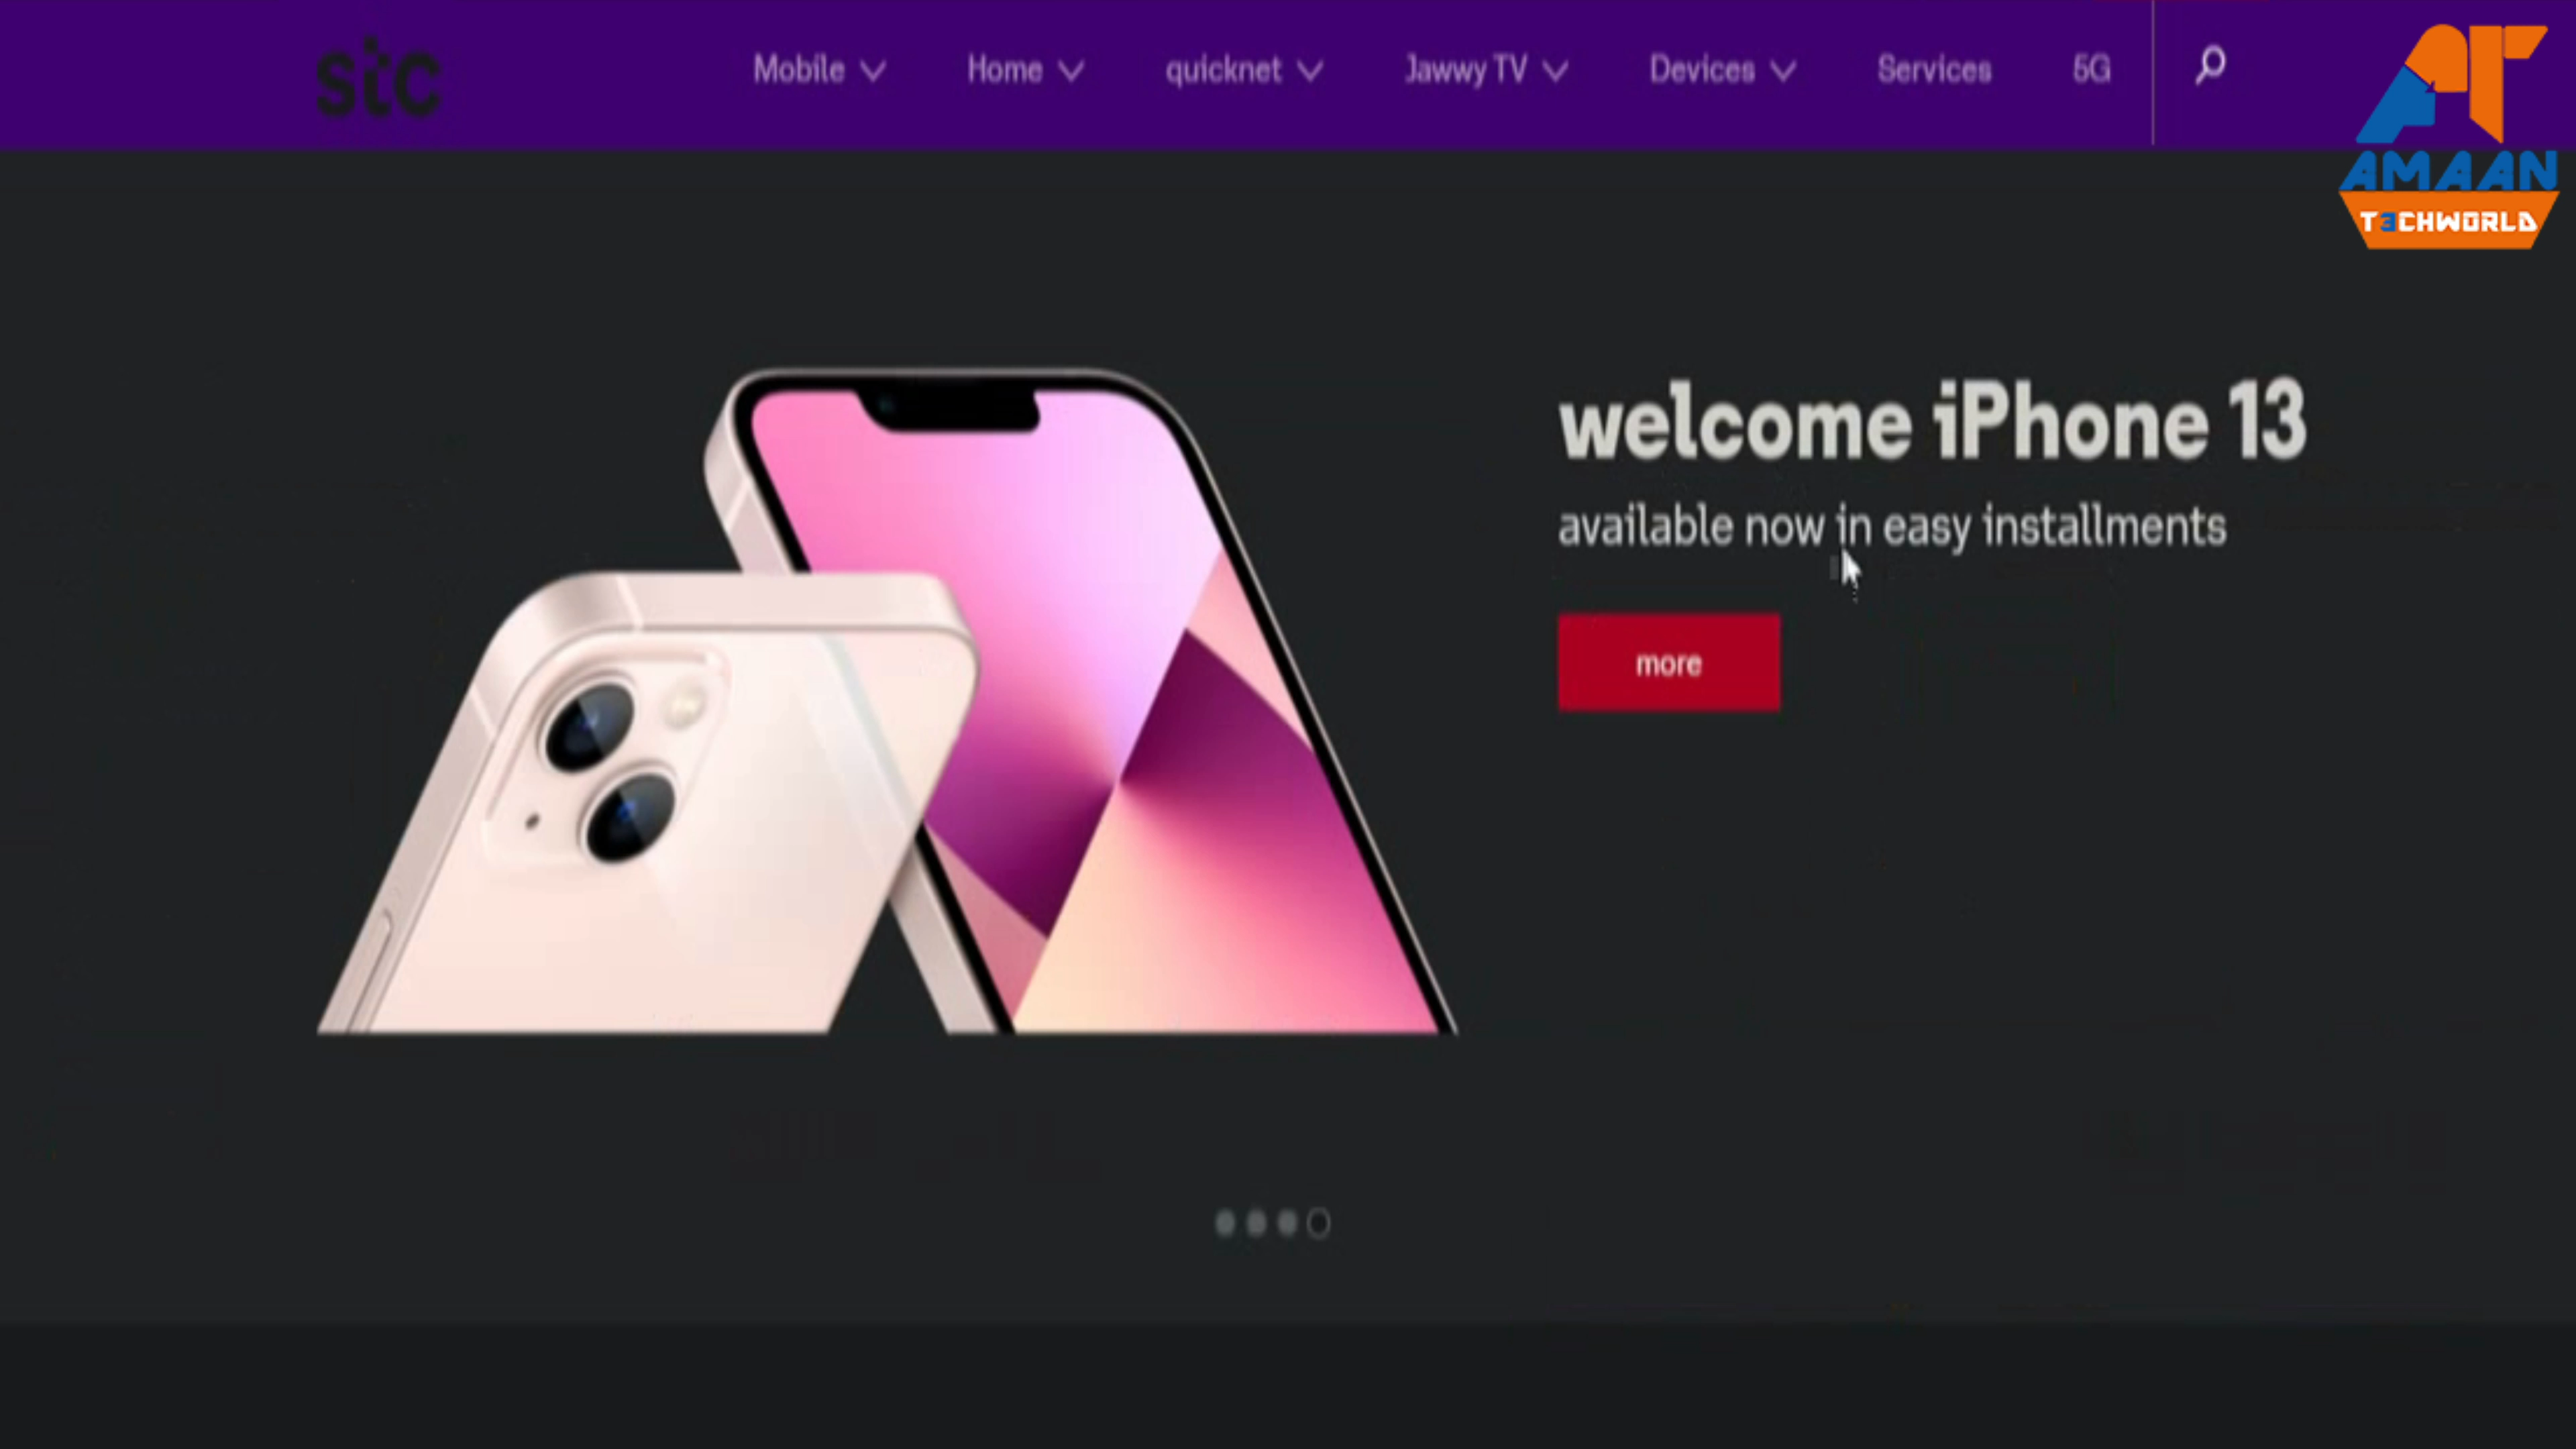 stc
Mobile Home quicknet Jawwy TV Devices Services 5G
AT
AMAAN
T3CHWORLD
welcome iPhone 13
available now in easy installments
more